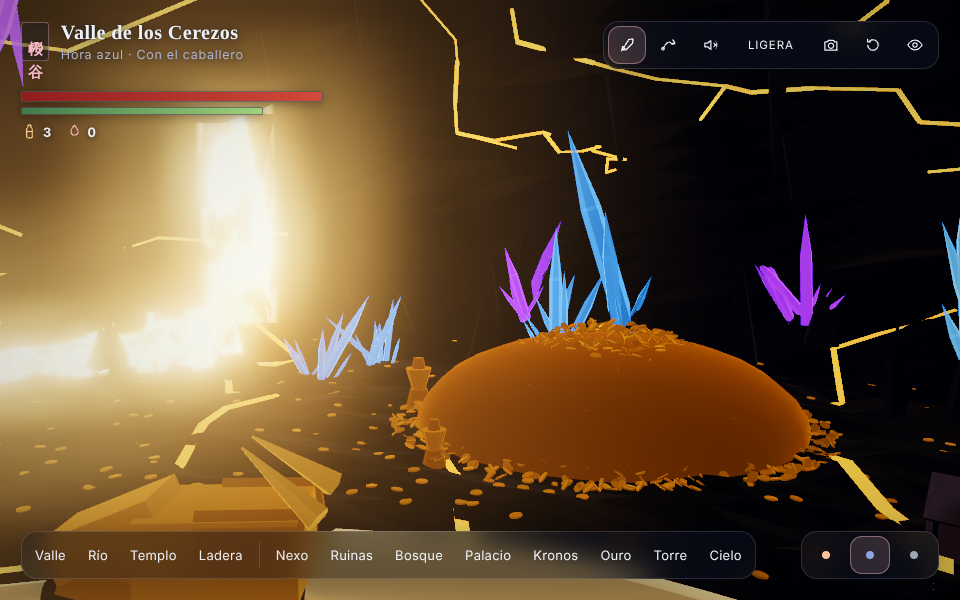 桜谷
Valle de los Cerezos
Hora azul · Con el caballero
3 0
LIGERA
Valle Río Templo Ladera Nexo Ruinas Bosque Palacio Kronos Ouro Torre Cielo